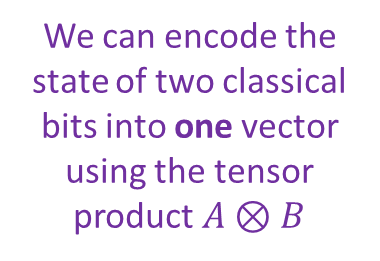 We can encode the
state of two classical
bits into one vector
using the tensor
product A ⊗ B